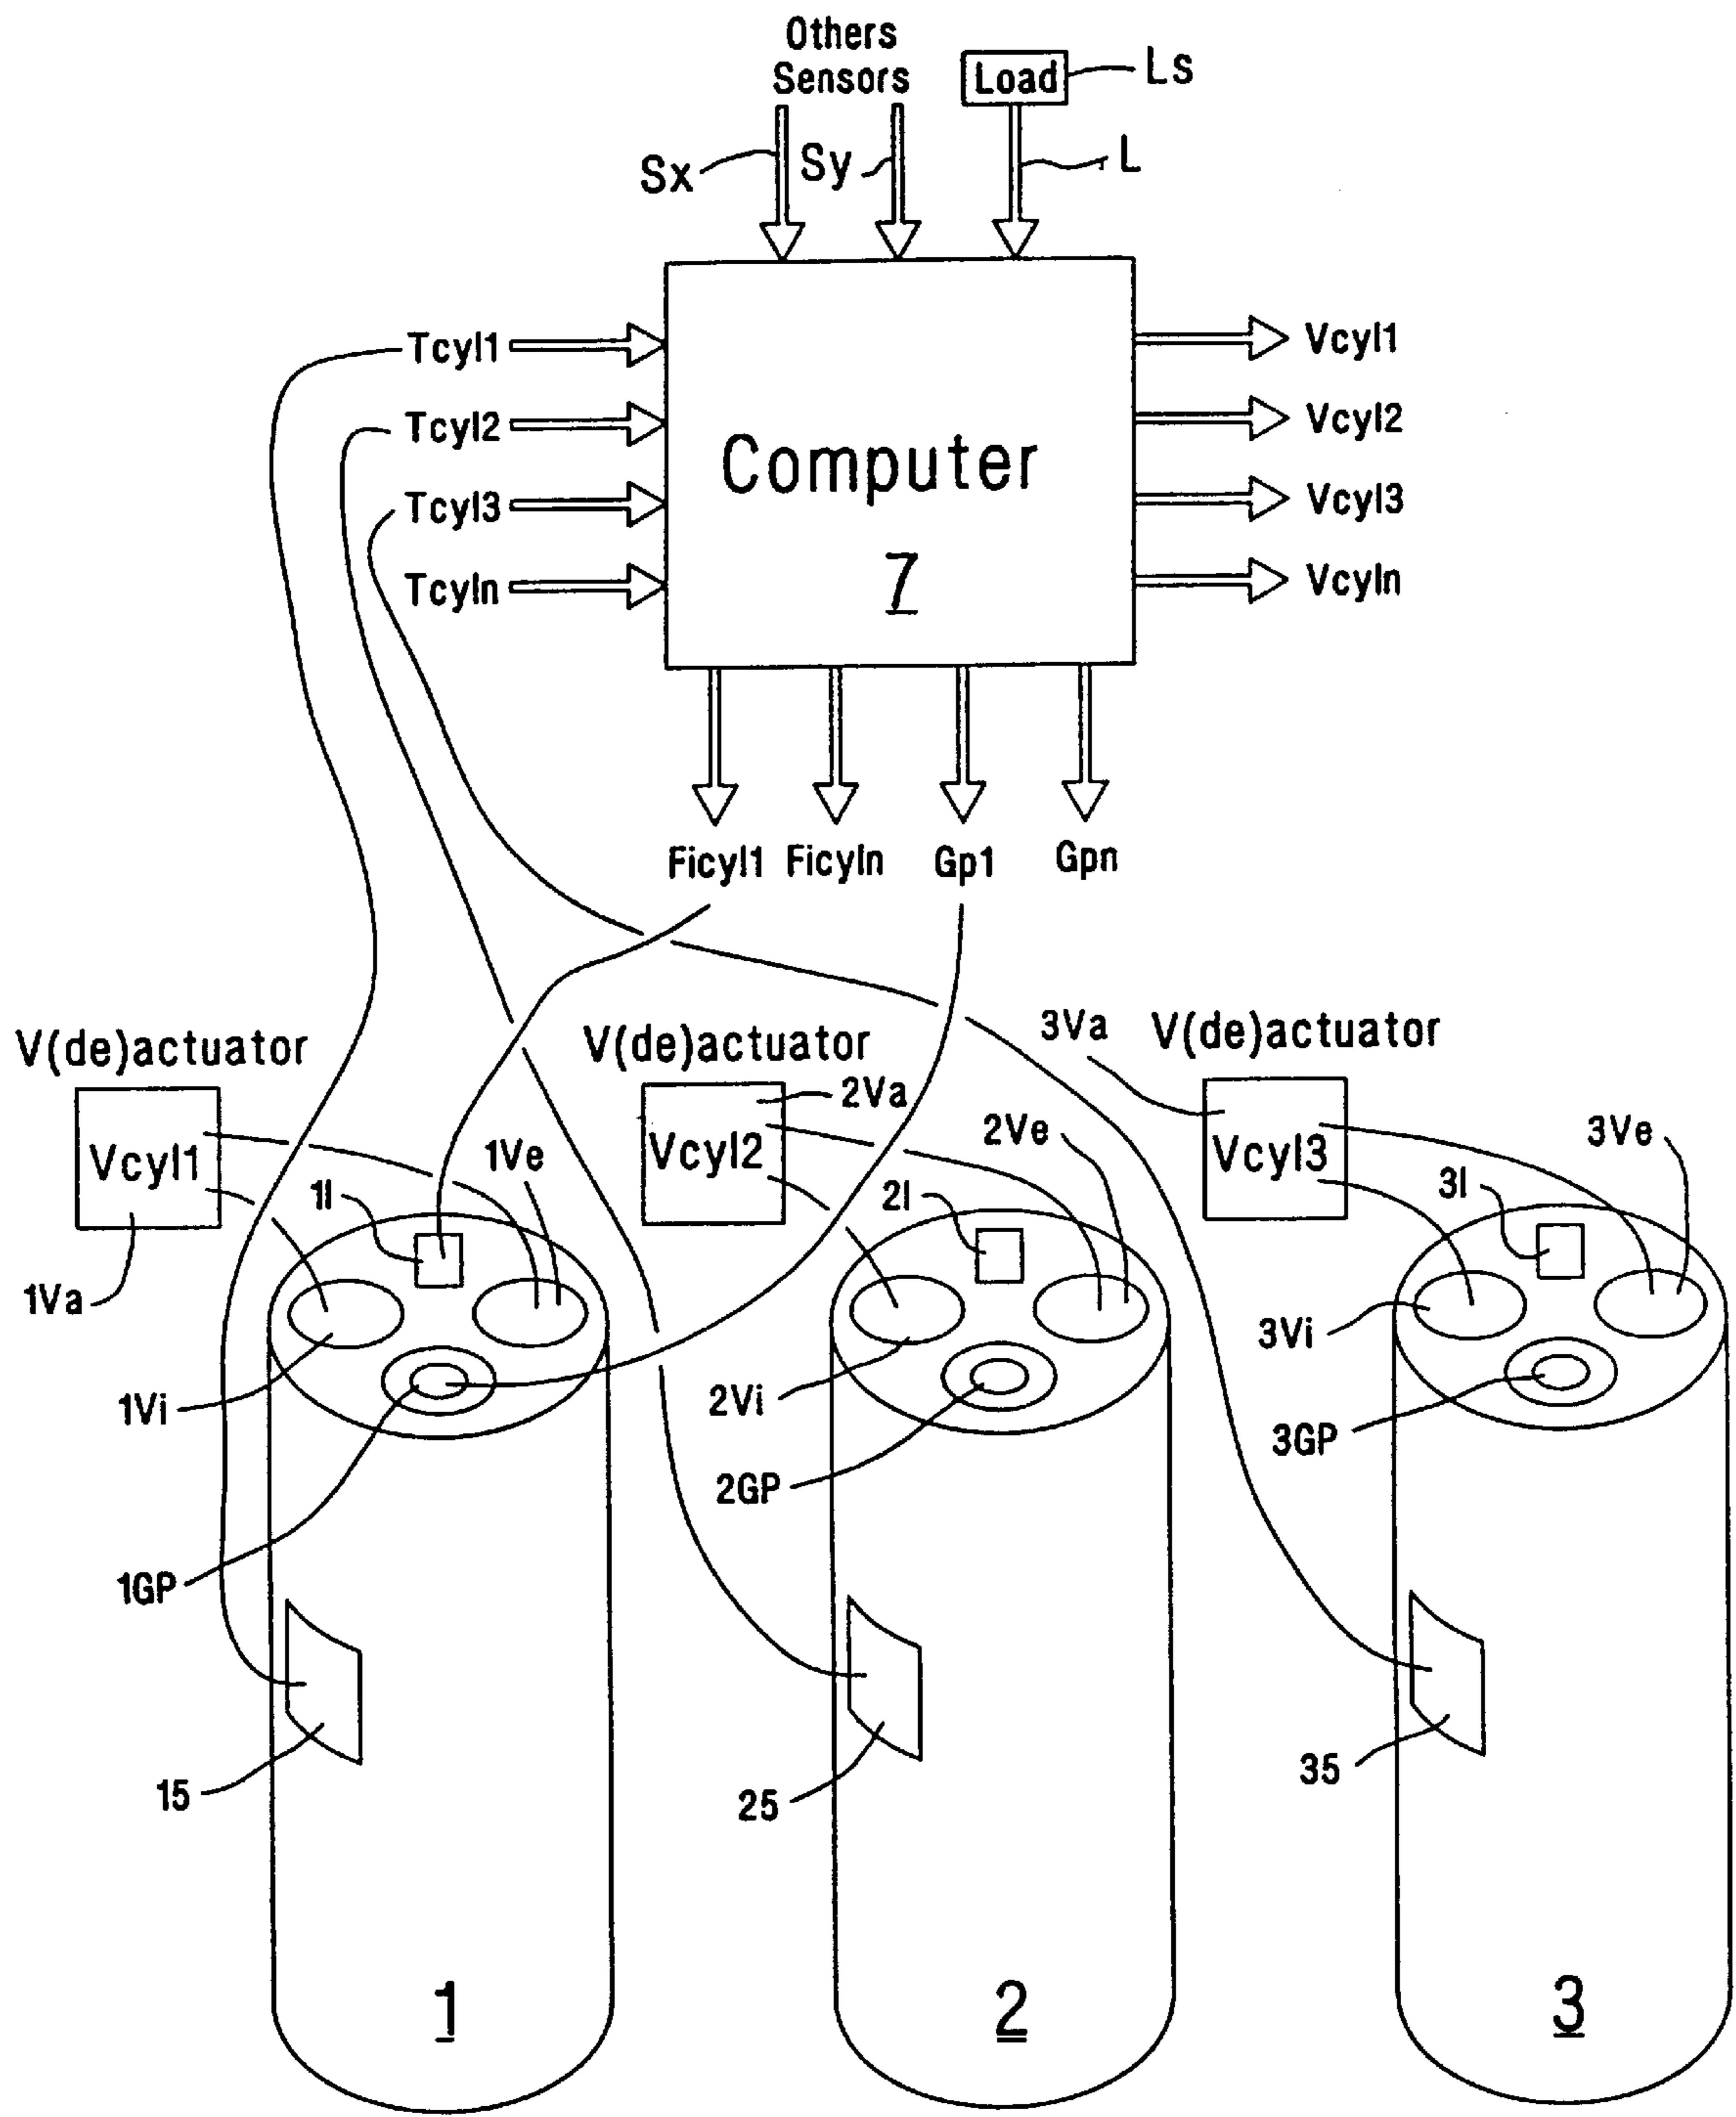 Others
Sensors
Load
Ls
Sx
Sy
L
Tcyl1
Vcyl1
Tcyl2
Vcyl2
Computer
Tcyl3
Vcyl3
7
Tcyln
Vcyln
Ficyl1
Ficyln
Gp1
Gpn
V(de)actuator
V(de)actuator
3Va
V(de)actuator
2Va
Vcyl1
1Ve
Vcyl2
2Ve
Vcyl3
3Ve
1I
2I
3I
1Va
3Vi
1Vi
2Vi
3GP
2GP
1GP
15
25
35
1
2
3